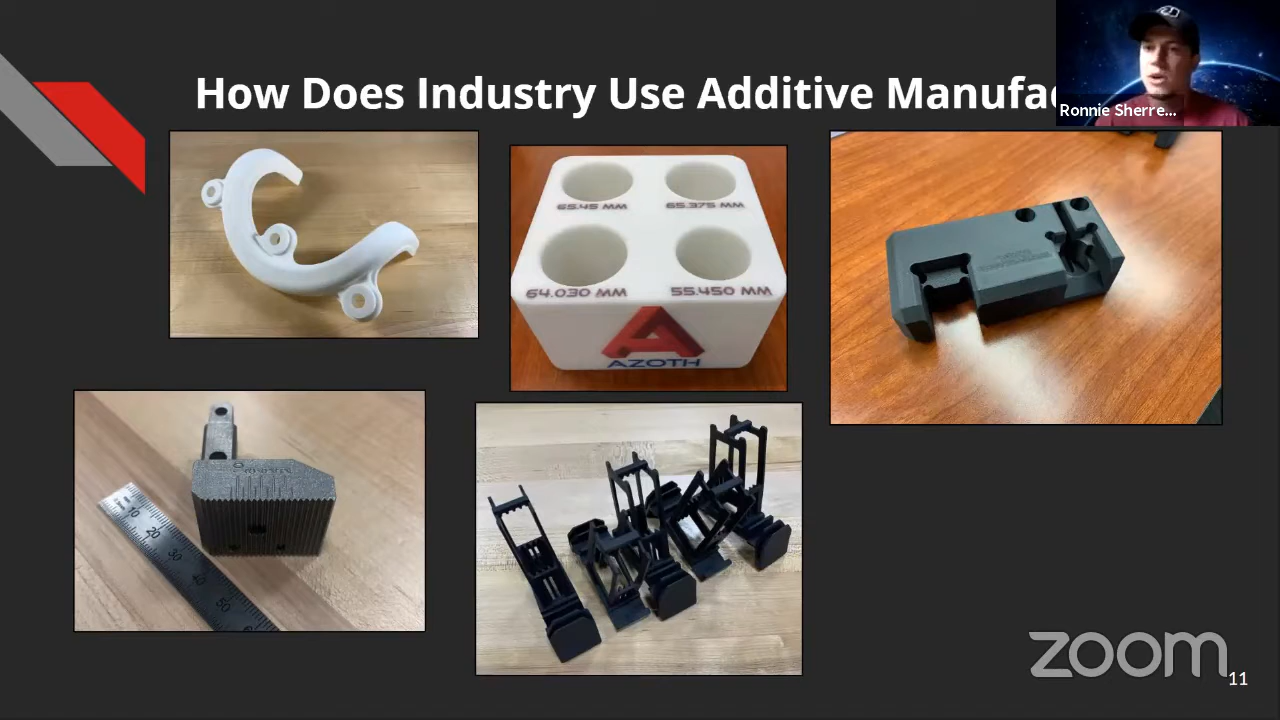 How Does Industry Use Additive Manufac
Ronnie Sherre...
65.45 MM
65.375 MM
64.030 MM
55.450 MM
AZOTH
10
20
30
40
50
zoom
11